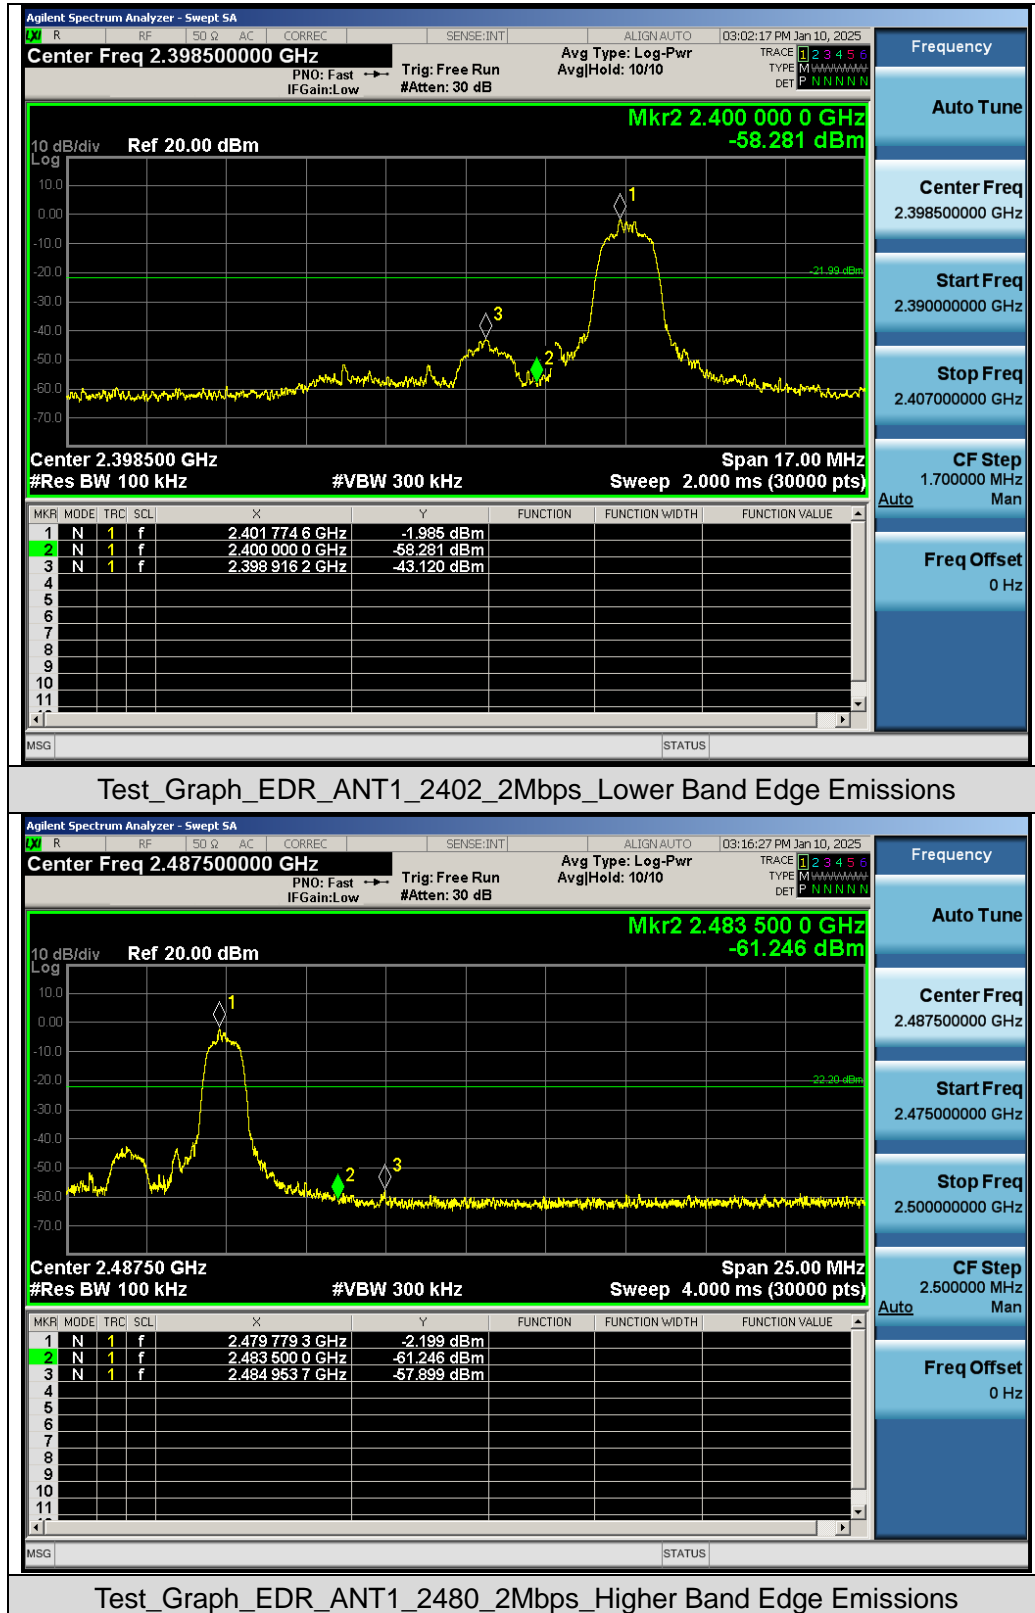 Agilent Spectrum Analyzer - Swept SA
LXI R RF 50 Ω AC CORREC SENSE:INT ALIGN AUTO 03:02:17 PM Jan 10, 2025
Center Freq 2.398500000 GHz
PNO: Fast
IFGain:Low
Trig: Free Run
#Atten: 30 dB
Avg Type: Log-Pwr
Avg|Hold: 10/10
TRACE 1 2 3 4 5 6
TYPE M WWWWW
DET P N N N N N
Mkr2 2.400 000 0 GHz
-58.281 dBm
10 dB/div Ref 20.00 dBm
Log
10.0
0.00
-10.0
-20.0
-30.0
-40.0
-50.0
-60.0
-70.0
1
-21.99 dBm
3
2
Center 2.398500 GHz Span 17.00 MHz
#Res BW 100 kHz #VBW 300 kHz Sweep 2.000 ms (30000 pts)
MKR MODE TRC SCL X Y FUNCTION FUNCTION WIDTH FUNCTION VALUE
1 N 1 f 2.401 774 6 GHz -1.985 dBm
2 N 1 f 2.400 000 0 GHz -58.281 dBm
3 N 1 f 2.398 916 2 GHz -43.120 dBm
4
5
6
7
8
9
10
11
MSG STATUS
Frequency
Auto Tune
Center Freq
2.398500000 GHz
Start Freq
2.390000000 GHz
Stop Freq
2.407000000 GHz
CF Step
1.700000 MHz
Auto Man
Freq Offset
0 Hz
Test_Graph_EDR_ANT1_2402_2Mbps_Lower Band Edge Emissions
Agilent Spectrum Analyzer - Swept SA
LXI R RF 50 Ω AC CORREC SENSE:INT ALIGN AUTO 03:16:27 PM Jan 10, 2025
Center Freq 2.487500000 GHz
PNO: Fast
IFGain:Low
Trig: Free Run
#Atten: 30 dB
Avg Type: Log-Pwr
Avg|Hold: 10/10
TRACE 1 2 3 4 5 6
TYPE M WWWWW
DET P N N N N N
Mkr2 2.483 500 0 GHz
-61.246 dBm
10 dB/div Ref 20.00 dBm
Log
10.0
0.00
-10.0
-20.0
-30.0
-40.0
-50.0
-60.0
-70.0
1
-22.20 dBm
2
3
Center 2.48750 GHz Span 25.00 MHz
#Res BW 100 kHz #VBW 300 kHz Sweep 4.000 ms (30000 pts)
MKR MODE TRC SCL X Y FUNCTION FUNCTION WIDTH FUNCTION VALUE
1 N 1 f 2.479 779 3 GHz -2.199 dBm
2 N 1 f 2.483 500 0 GHz -61.246 dBm
3 N 1 f 2.484 953 7 GHz -57.899 dBm
4
5
6
7
8
9
10
11
MSG STATUS
Frequency
Auto Tune
Center Freq
2.487500000 GHz
Start Freq
2.475000000 GHz
Stop Freq
2.500000000 GHz
CF Step
2.500000 MHz
Auto Man
Freq Offset
0 Hz
Test_Graph_EDR_ANT1_2480_2Mbps_Higher Band Edge Emissions